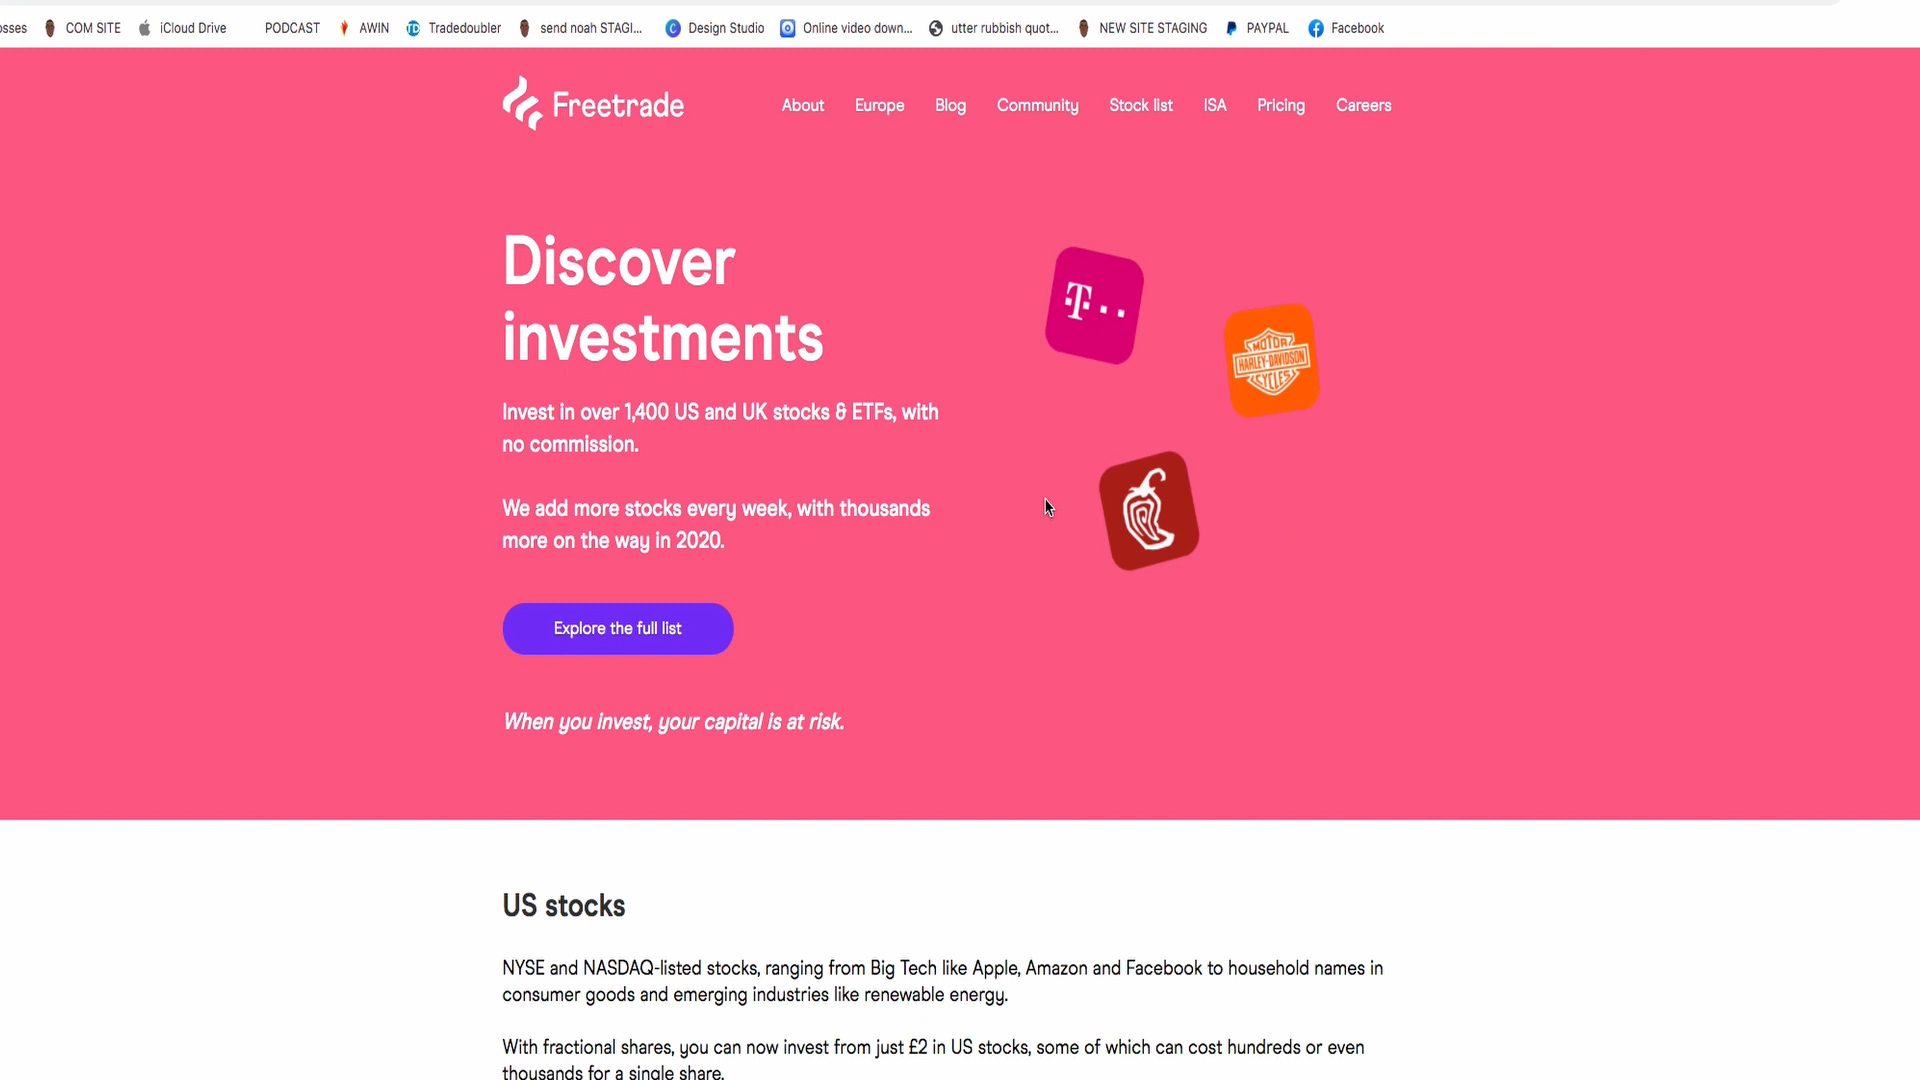 osses COM SITE iCloud Drive PODCAST AWIN Tradedoubler send noah STAGI... Design Studio Online video down... utter rubbish quot... NEW SITE STAGING PAYPAL Facebook
Freetrade About Europe Blog Community Stock list ISA Pricing Careers
Discover
investments
Invest in over 1,400 US and UK stocks & ETFs, with
no commission.
We add more stocks every week, with thousands
more on the way in 2020.
Explore the full list
When you invest, your capital is at risk.
T
MOTOR
HARLEY-DAVIDSON
CYCLES
US stocks
NYSE and NASDAQ-listed stocks, ranging from Big Tech like Apple, Amazon and Facebook to household names in
consumer goods and emerging industries like renewable energy.
With fractional shares, you can now invest from just £2 in US stocks, some of which can cost hundreds or even
thousands for a single share.